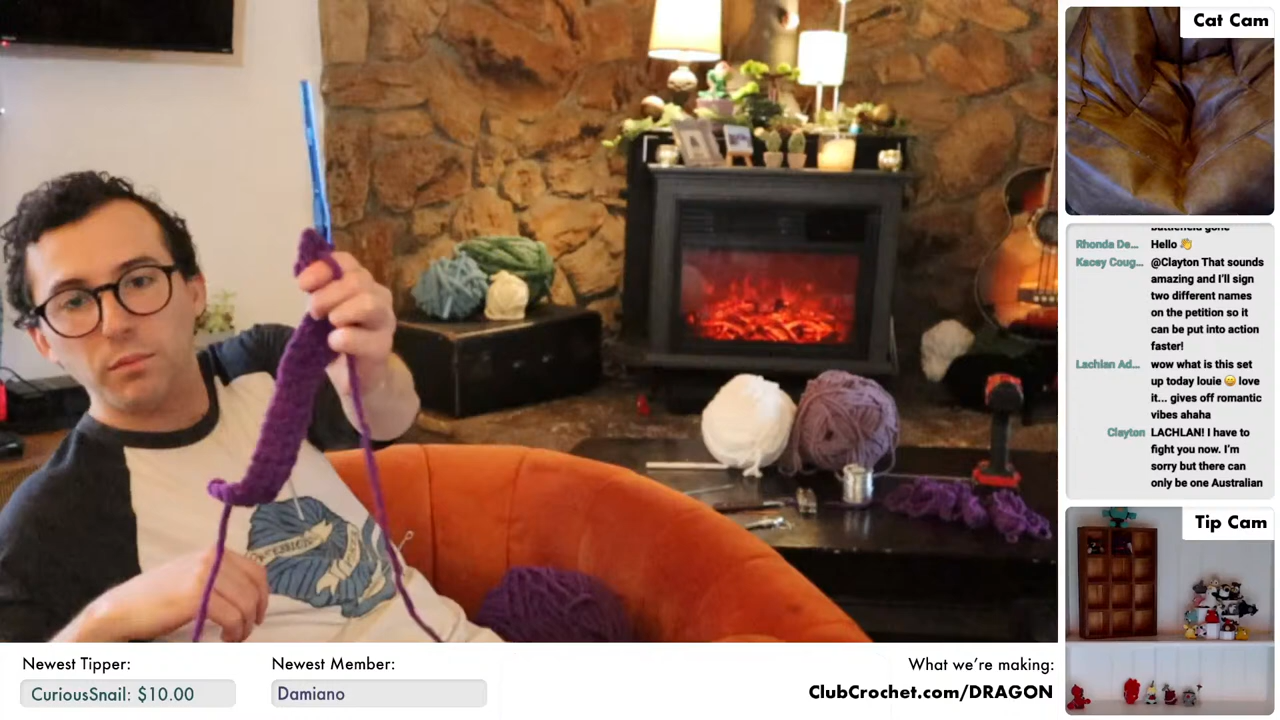 Cat Cam
Rhonda De... Hello 👋
Kacey Coug... @Clayton That sounds
amazing and I'll sign
two different names
on the petition so it
can be put into action
faster!
Lachlan Ad... wow what is this set
up today louie 😊 love
it... gives off romantic
vibes ahaha
Clayton LACHLAN! I have to
fight you now. I'm
sorry but there can
only be one Australian
Tip Cam
Newest Tipper:
CuriousSnail: $10.00
Newest Member:
Damiano
What we're making:
ClubCrochet.com/DRAGON